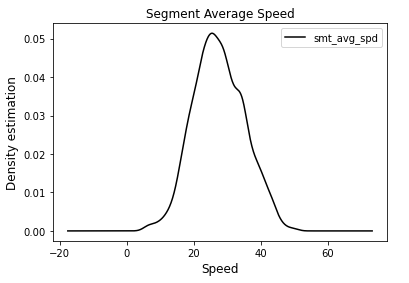 Segment Average Speed
smt_avg_spd
Density estimation
0.05
0.04
0.03
0.02
0.01
0.00
−20
0
20
40
60
Speed